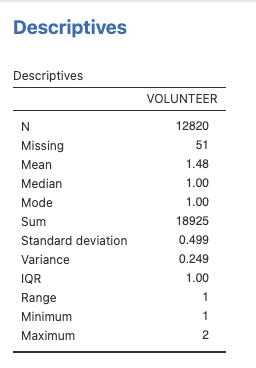 Descriptives
Descriptives
VOLUNTEER
N 12820
Missing 51
Mean 1.48
Median 1.00
Mode 1.00
Sum 18925
Standard deviation 0.499
Variance 0.249
IQR 1.00
Range 1
Minimum 1
Maximum 2